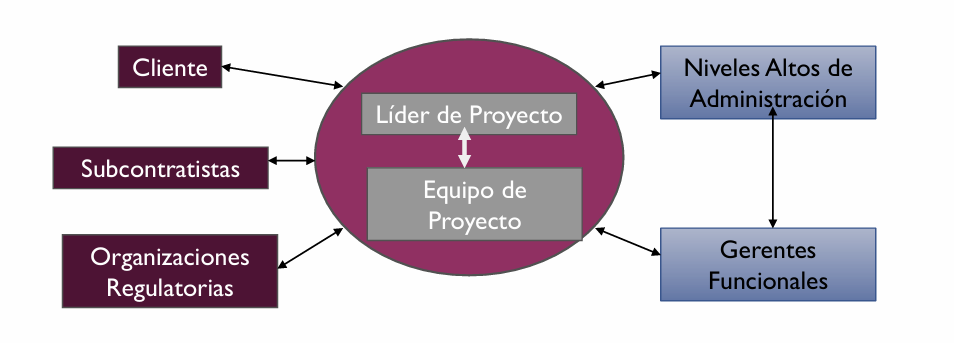 Cliente
Líder de Proyecto
Niveles Altos de
Administración
Subcontratistas
Equipo de
Proyecto
Organizaciones
Regulatorias
Gerentes
Funcionales